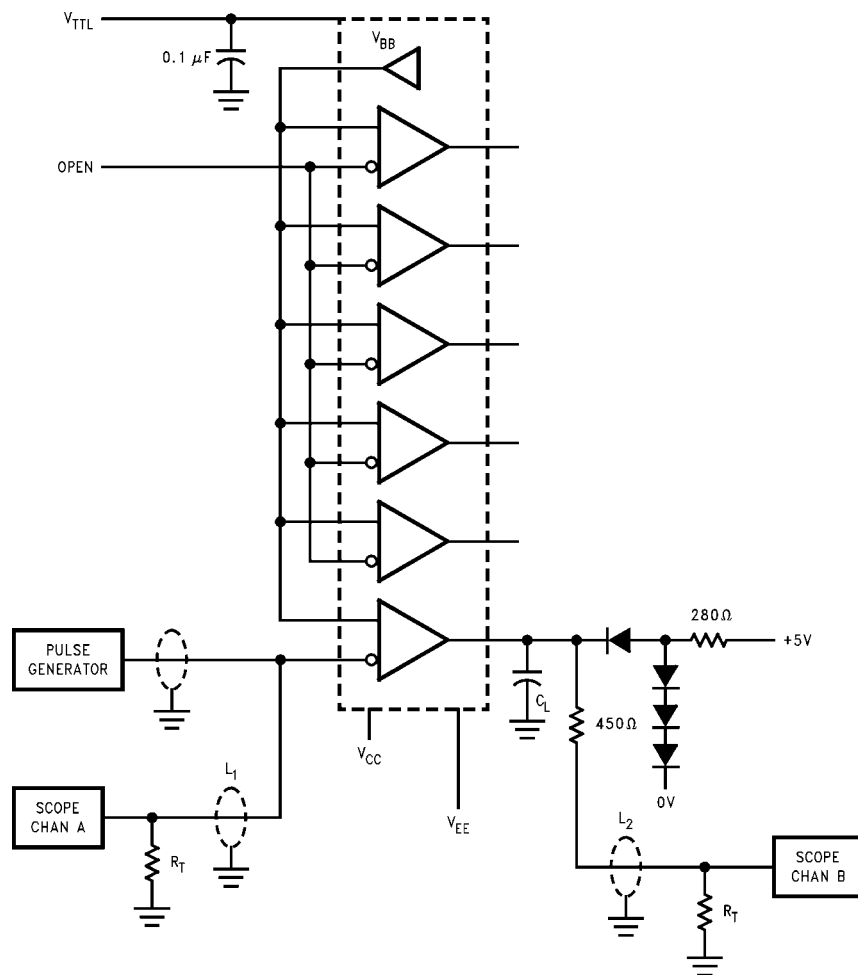 V_TTL
0.1 μF
V_BB
OPEN
PULSE
GENERATOR
280Ω
+5V
C_L
450Ω
0V
V_CC
V_EE
L_1
SCOPE
CHAN A
R_T
L_2
SCOPE
CHAN B
R_T